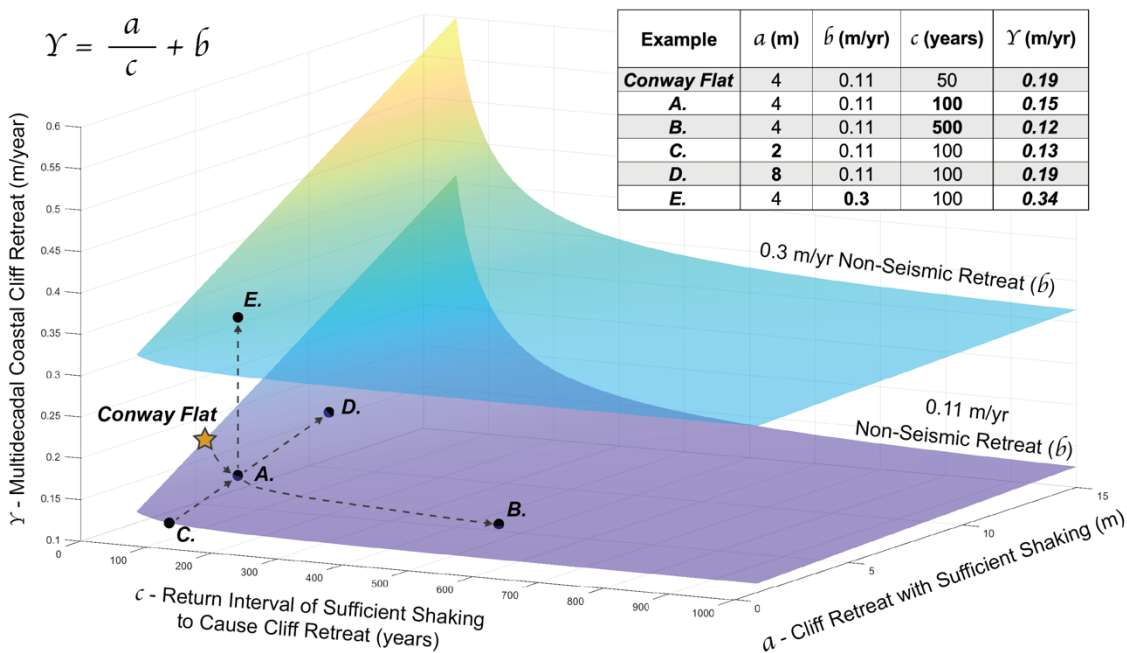 Y = a / c + b
Example a (m) b (m/yr) c (years) Y (m/yr)
Conway Flat 4 0.11 50 0.19
A. 4 0.11 100 0.15
B. 4 0.11 500 0.12
C. 2 0.11 100 0.13
D. 8 0.11 100 0.19
E. 4 0.3 100 0.34
Y - Multidecadal Coastal Cliff Retreat (m/year)
0.6
0.55
0.5
0.45
0.4
0.35
0.3
0.25
0.2
0.15
0.1
0.3 m/yr Non-Seismic Retreat (b)
E.
Conway Flat
D.
0.11 m/yr
Non-Seismic Retreat (b)
A.
B.
C.
0
100
200
300
400
500
600
700
800
900
1000
0
5
10
15
c - Return Interval of Sufficient Shaking
to Cause Cliff Retreat (years)
a - Cliff Retreat with Sufficient Shaking (m)